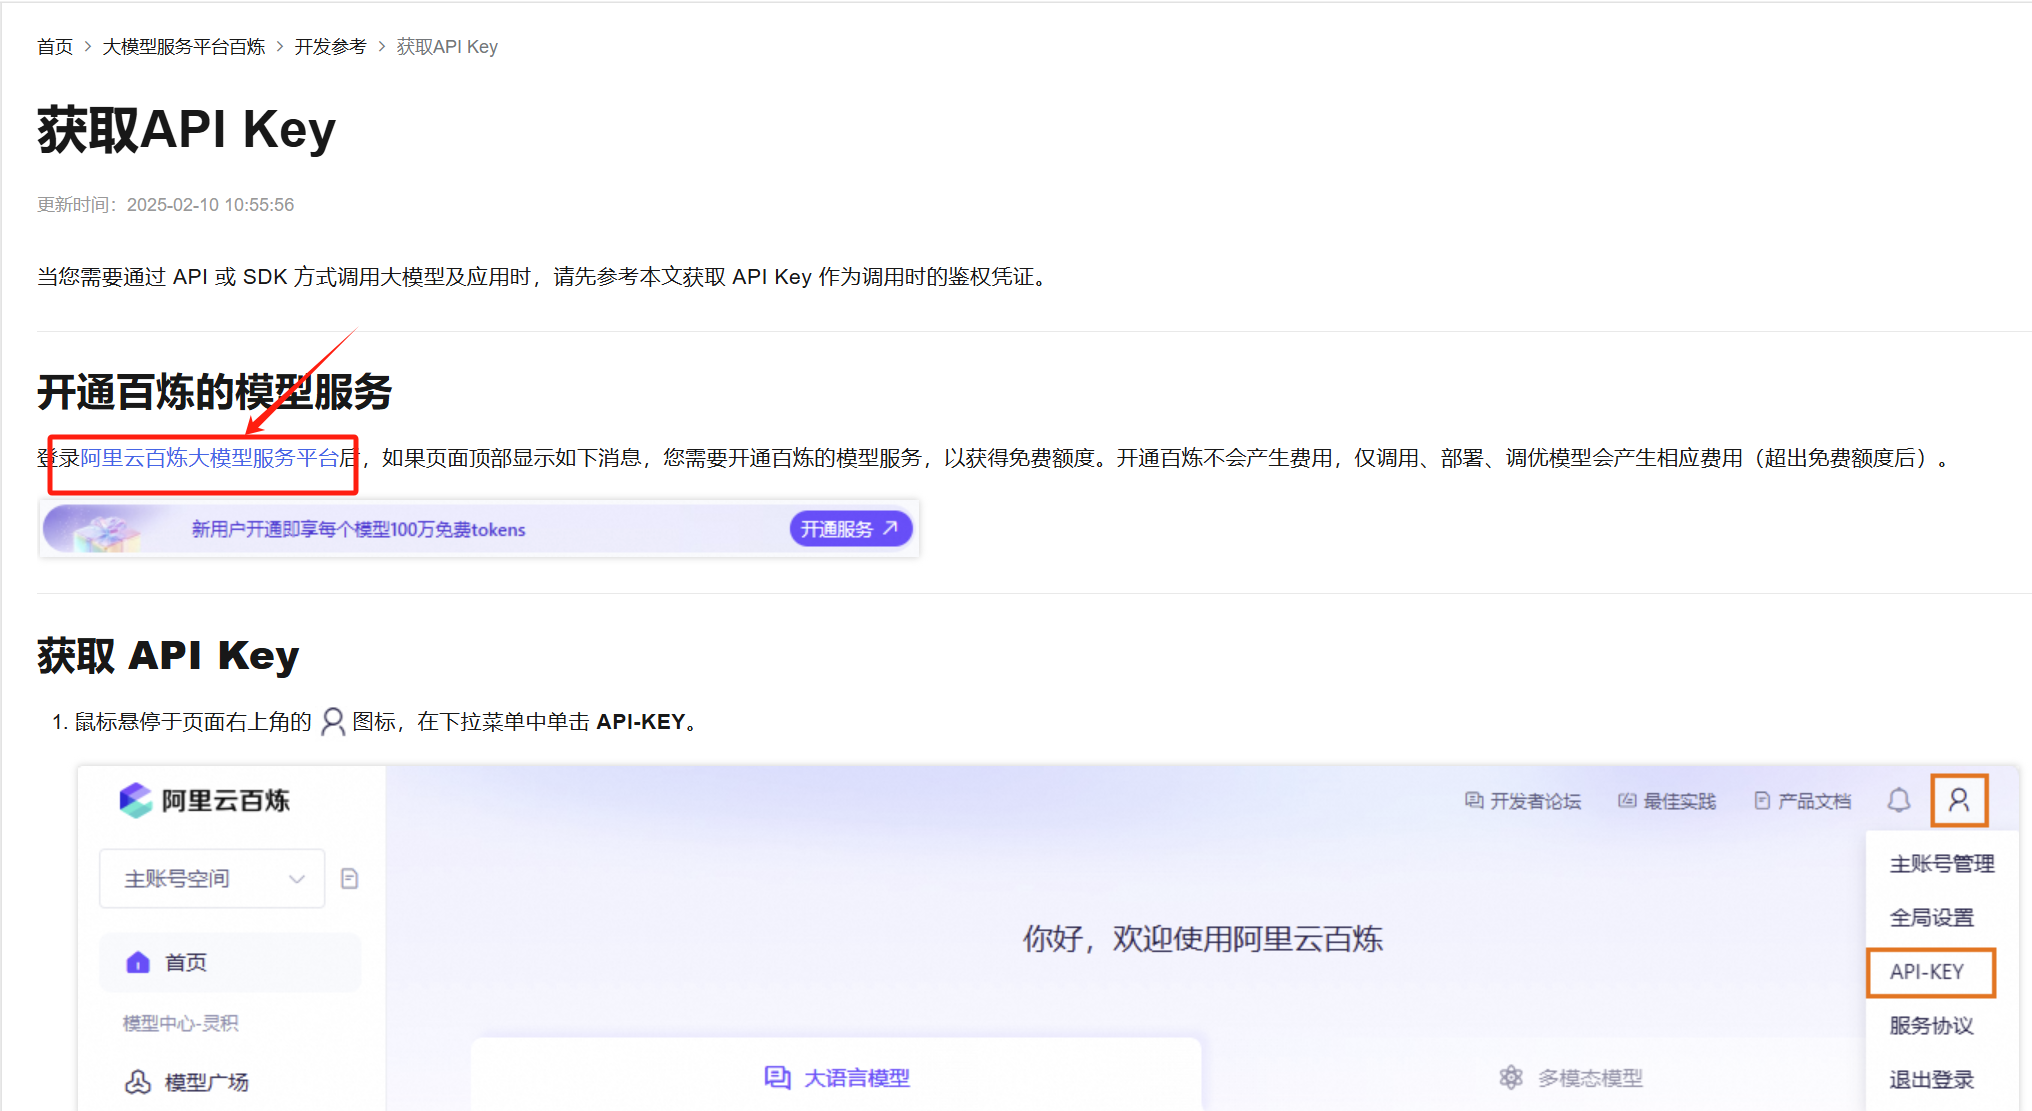 首页 > 大模型服务平台百炼 > 开发参考 > 获取API Key
获取API Key
更新时间：2025-02-10 10:55:56
当您需要通过 API 或 SDK 方式调用大模型及应用时，请先参考本文获取 API Key 作为调用时的鉴权凭证。
开通百炼的模型服务
登录阿里云百炼大模型服务平台后，如果页面顶部显示如下消息，您需要开通百炼的模型服务，以获得免费额度。开通百炼不会产生费用，仅调用、部署、调优模型会产生相应费用（超出免费额度后）。
新用户开通即享每个模型100万免费tokens 开通服务
获取 API Key
1. 鼠标悬停于页面右上角的 图标，在下拉菜单中单击 API-KEY。
阿里云百炼 开发者论坛 最佳实践 产品文档
主账号空间
主账号管理
全局设置
你好，欢迎使用阿里云百炼
首页
API-KEY
模型中心-灵积
服务协议
模型广场
大语言模型 多模态模型
退出登录